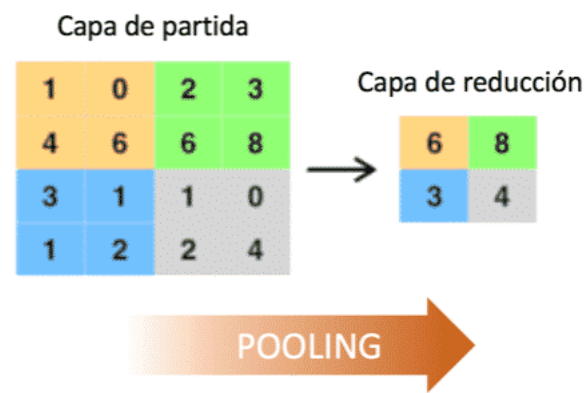 Capa de partida
Capa de reducción
1 0 2 3
4 6 6 8
3 1 1 0
1 2 2 4
6 8
3 4
POOLING